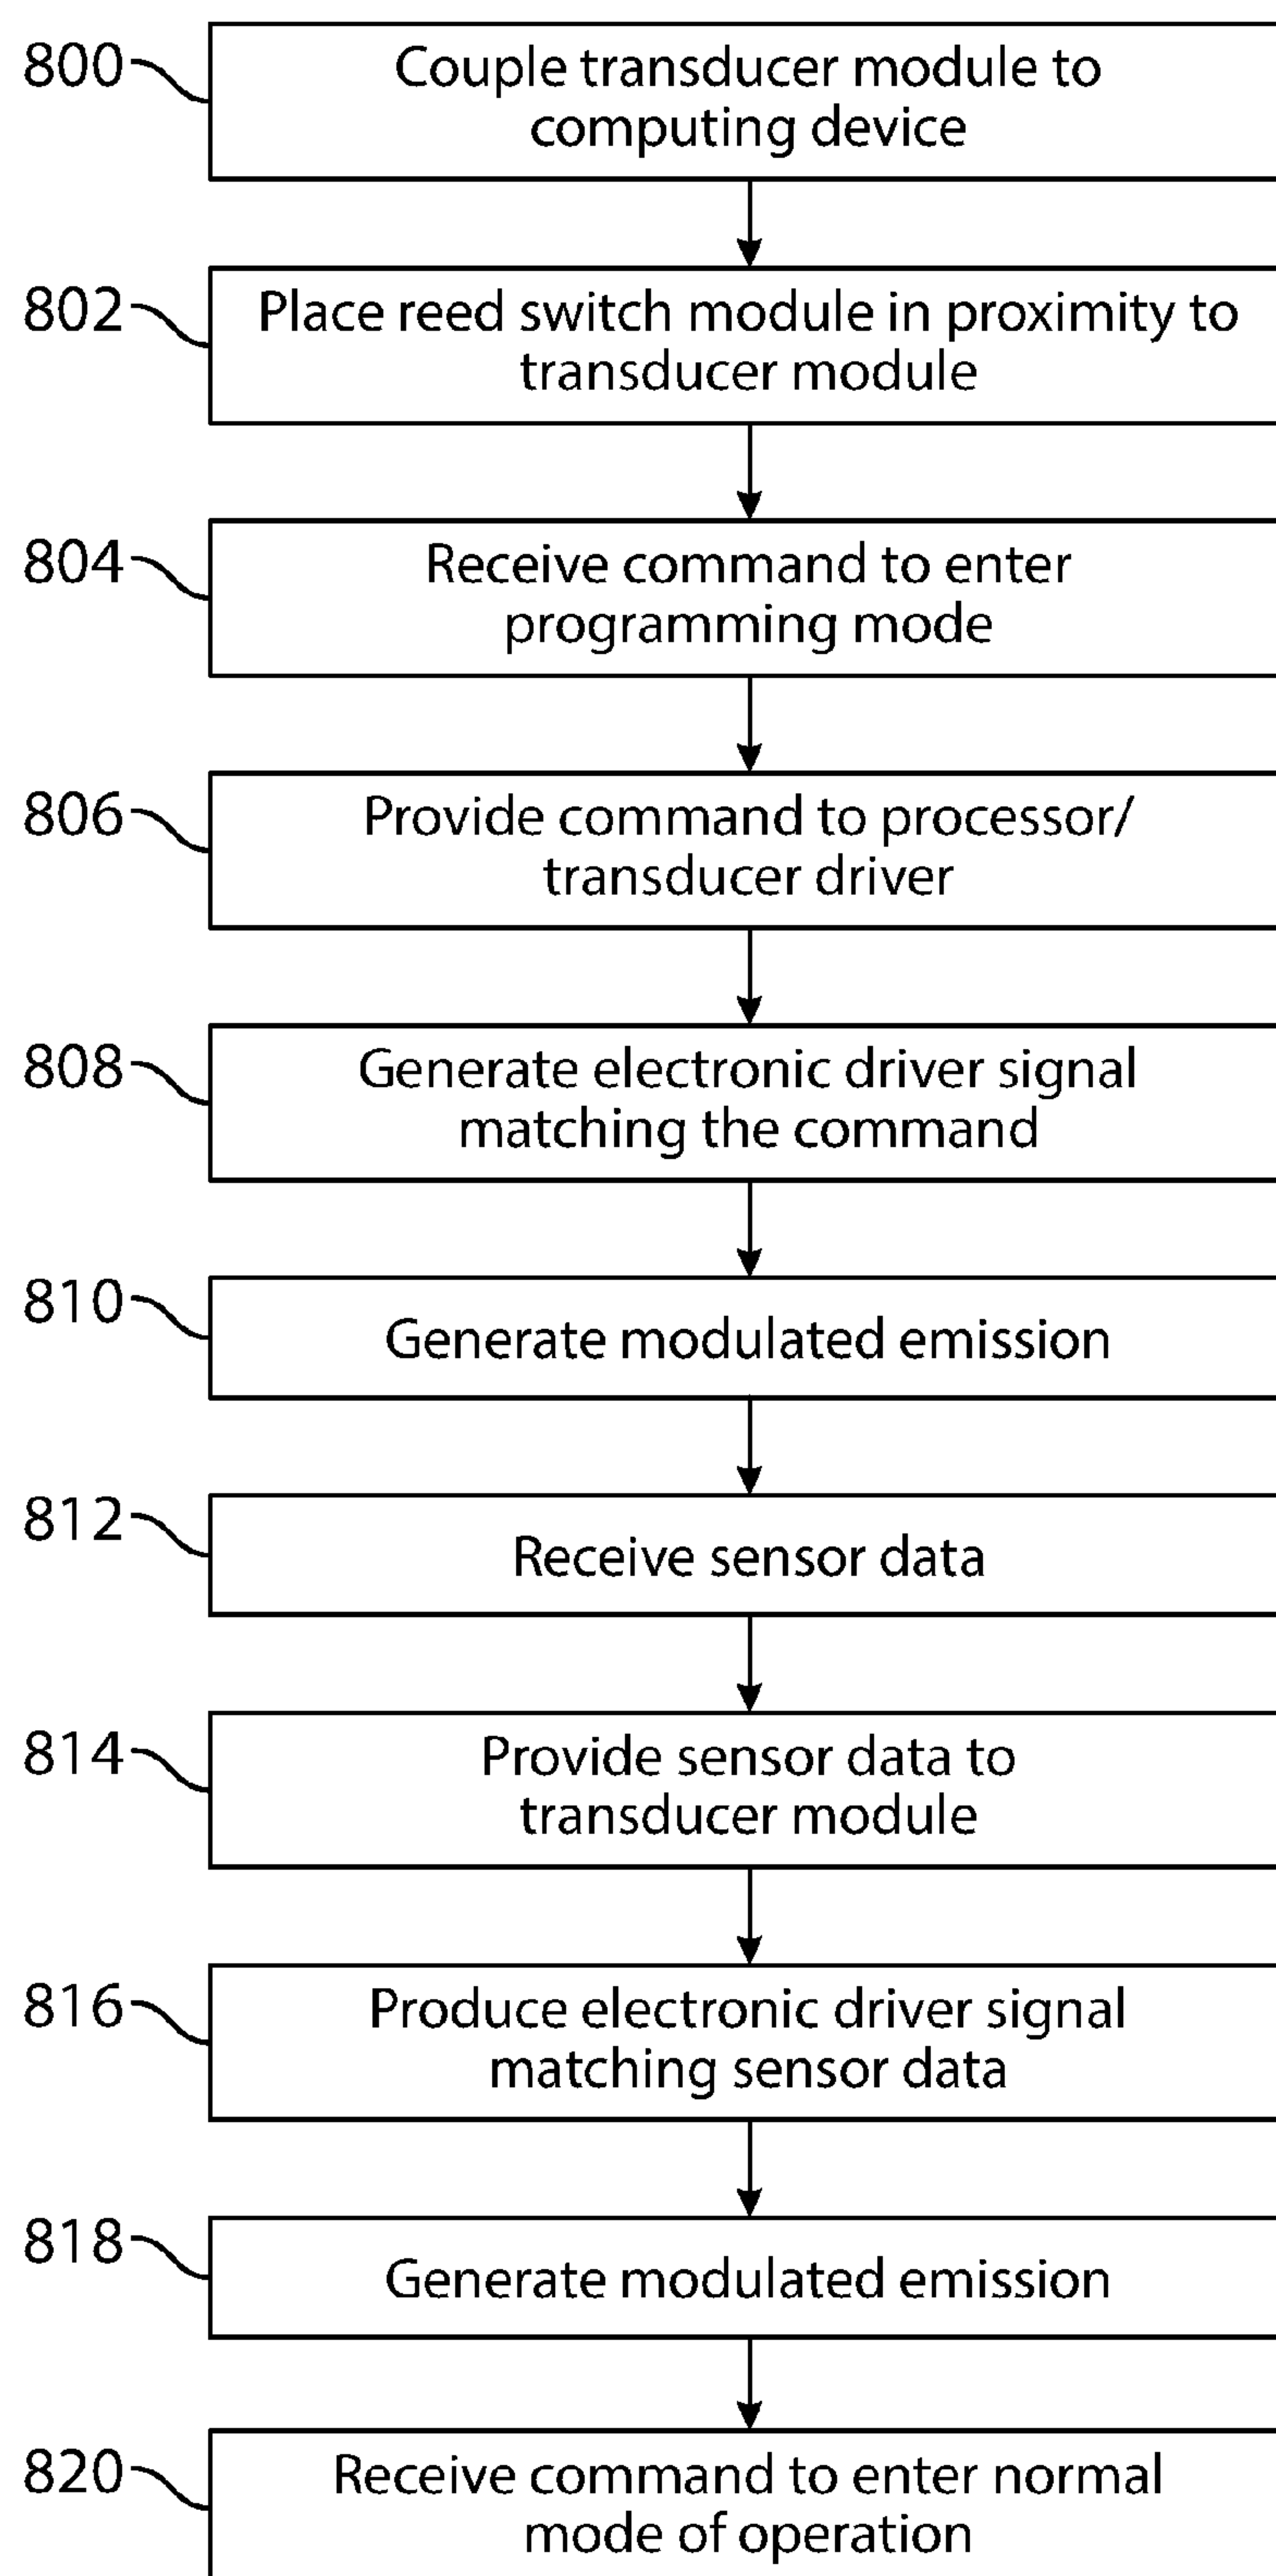 800
Couple transducer module to
computing device
802
Place reed switch module in proximity to
transducer module
804
Receive command to enter
programming mode
806
Provide command to processor/
transducer driver
808
Generate electronic driver signal
matching the command
810
Generate modulated emission
812
Receive sensor data
814
Provide sensor data to
transducer module
816
Produce electronic driver signal
matching sensor data
818
Generate modulated emission
820
Receive command to enter normal
mode of operation